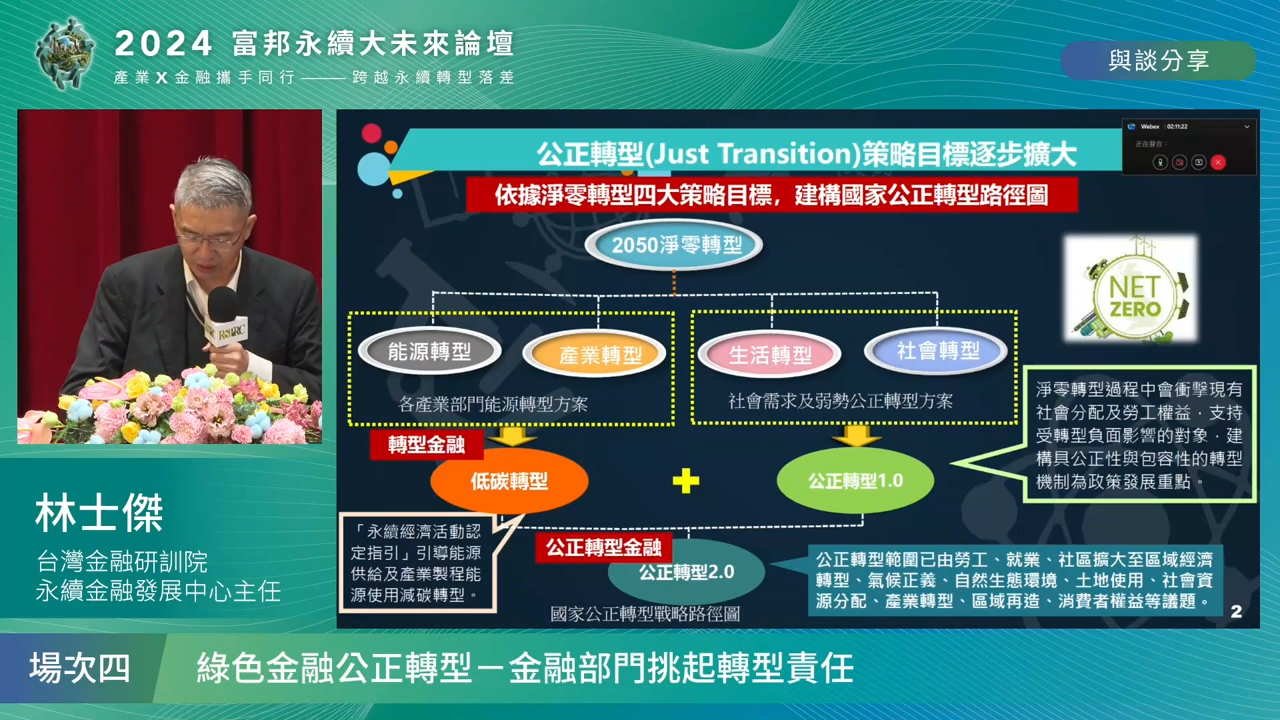 2024 富邦永續大未來論壇
產業X金融攜手同行——跨越永續轉型落差
與談分享
Webex 02:11:22
正在發言：
公正轉型(Just Transition)策略目標逐步擴大
依據淨零轉型四大策略目標，建構國家公正轉型路徑圖
2050淨零轉型
NET
ZERO
能源轉型
產業轉型
生活轉型
社會轉型
各產業部門能源轉型方案
社會需求及弱勢公正轉型方案
淨零轉型過程中會衝擊現有
社會分配及勞工權益，支持
受轉型負面影響的對象，建
構具公正性與包容性的轉型
機制為政策發展重點。
轉型金融
低碳轉型
公正轉型1.0
「永續經濟活動認
定指引」引導能源
供給及產業製程能
源使用減碳轉型。
公正轉型金融
公正轉型2.0
國家公正轉型戰略路徑圖
公正轉型範圍已由勞工、就業、社區擴大至區域經濟
轉型、氣候正義、自然生態環境、土地使用、社會資
源分配、產業轉型、區域再造、消費者權益等議題。
2
林士傑
台灣金融研訓院
永續金融發展中心主任
場次四
綠色金融公正轉型－金融部門挑起轉型責任